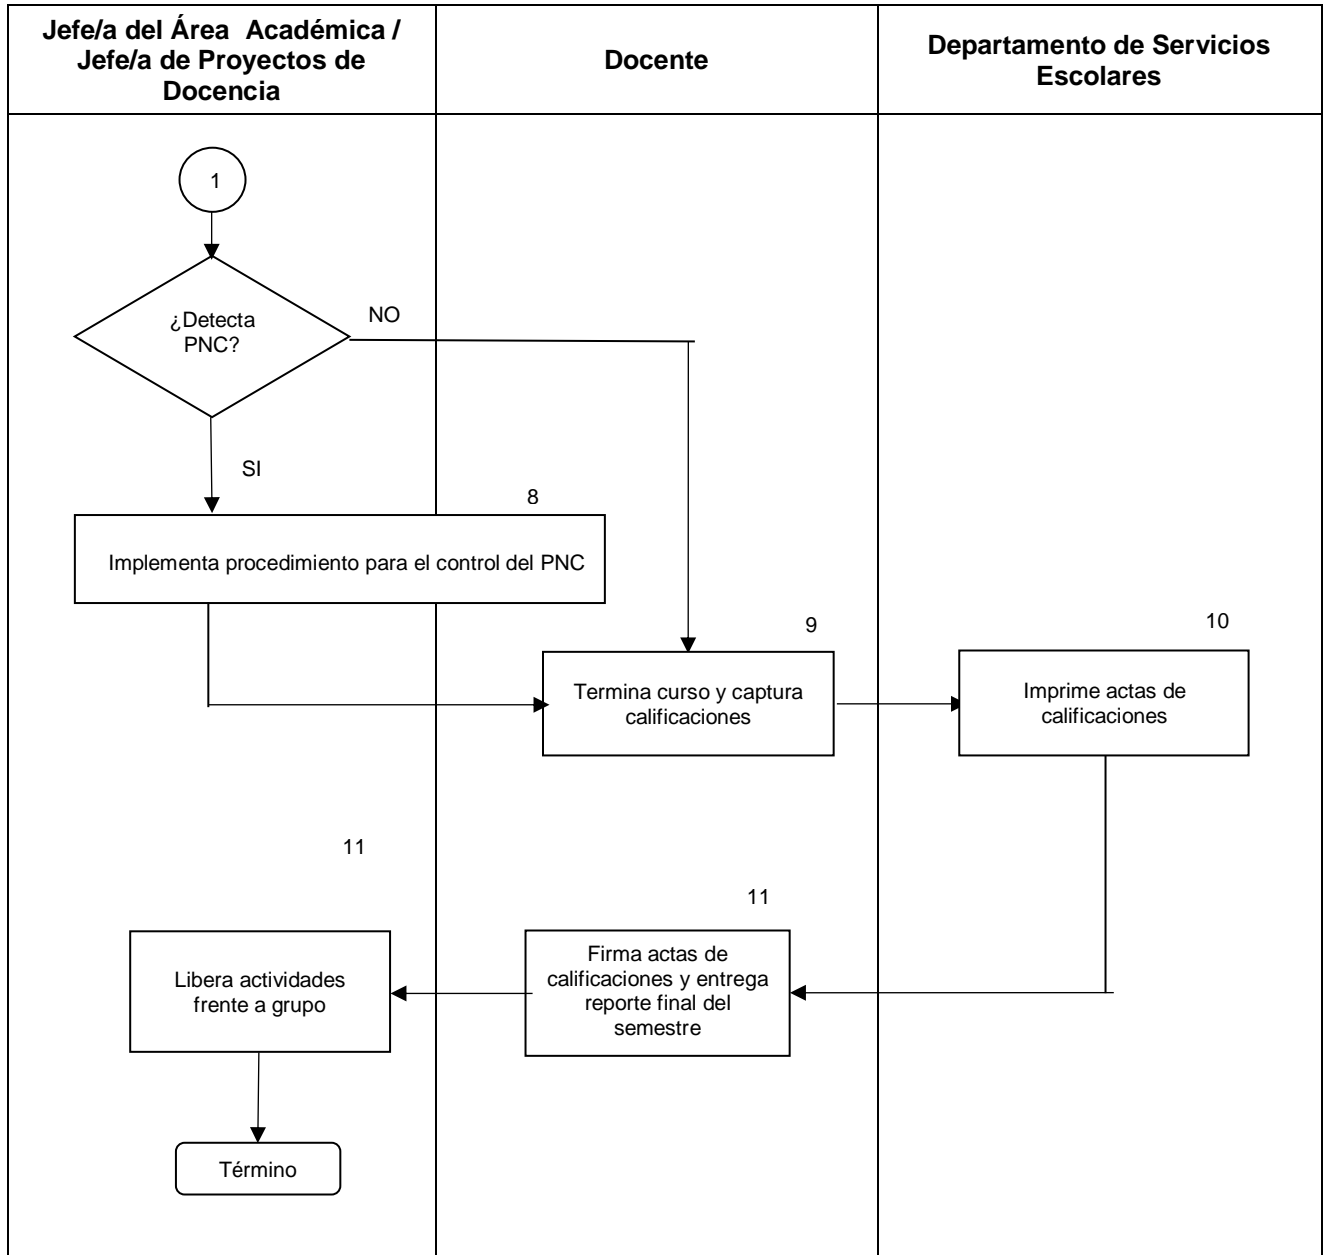 Jefe/a del Área Académica /
Jefe/a de Proyectos de
Docencia
Docente
Departamento de Servicios
Escolares
1
¿Detecta
PNC?
NO
SI
8
Implementa procedimiento para el control del PNC
9
Termina curso y captura
calificaciones
10
Imprime actas de
calificaciones
11
Firma actas de
calificaciones y entrega
reporte final del
semestre
11
Libera actividades
frente a grupo
Término